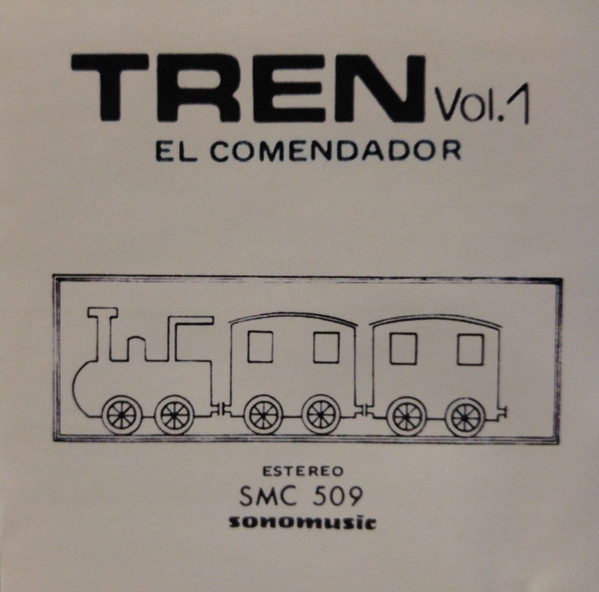 TREN Vol.1
EL COMENDADOR
ESTEREO
SMC 509
sonomusic